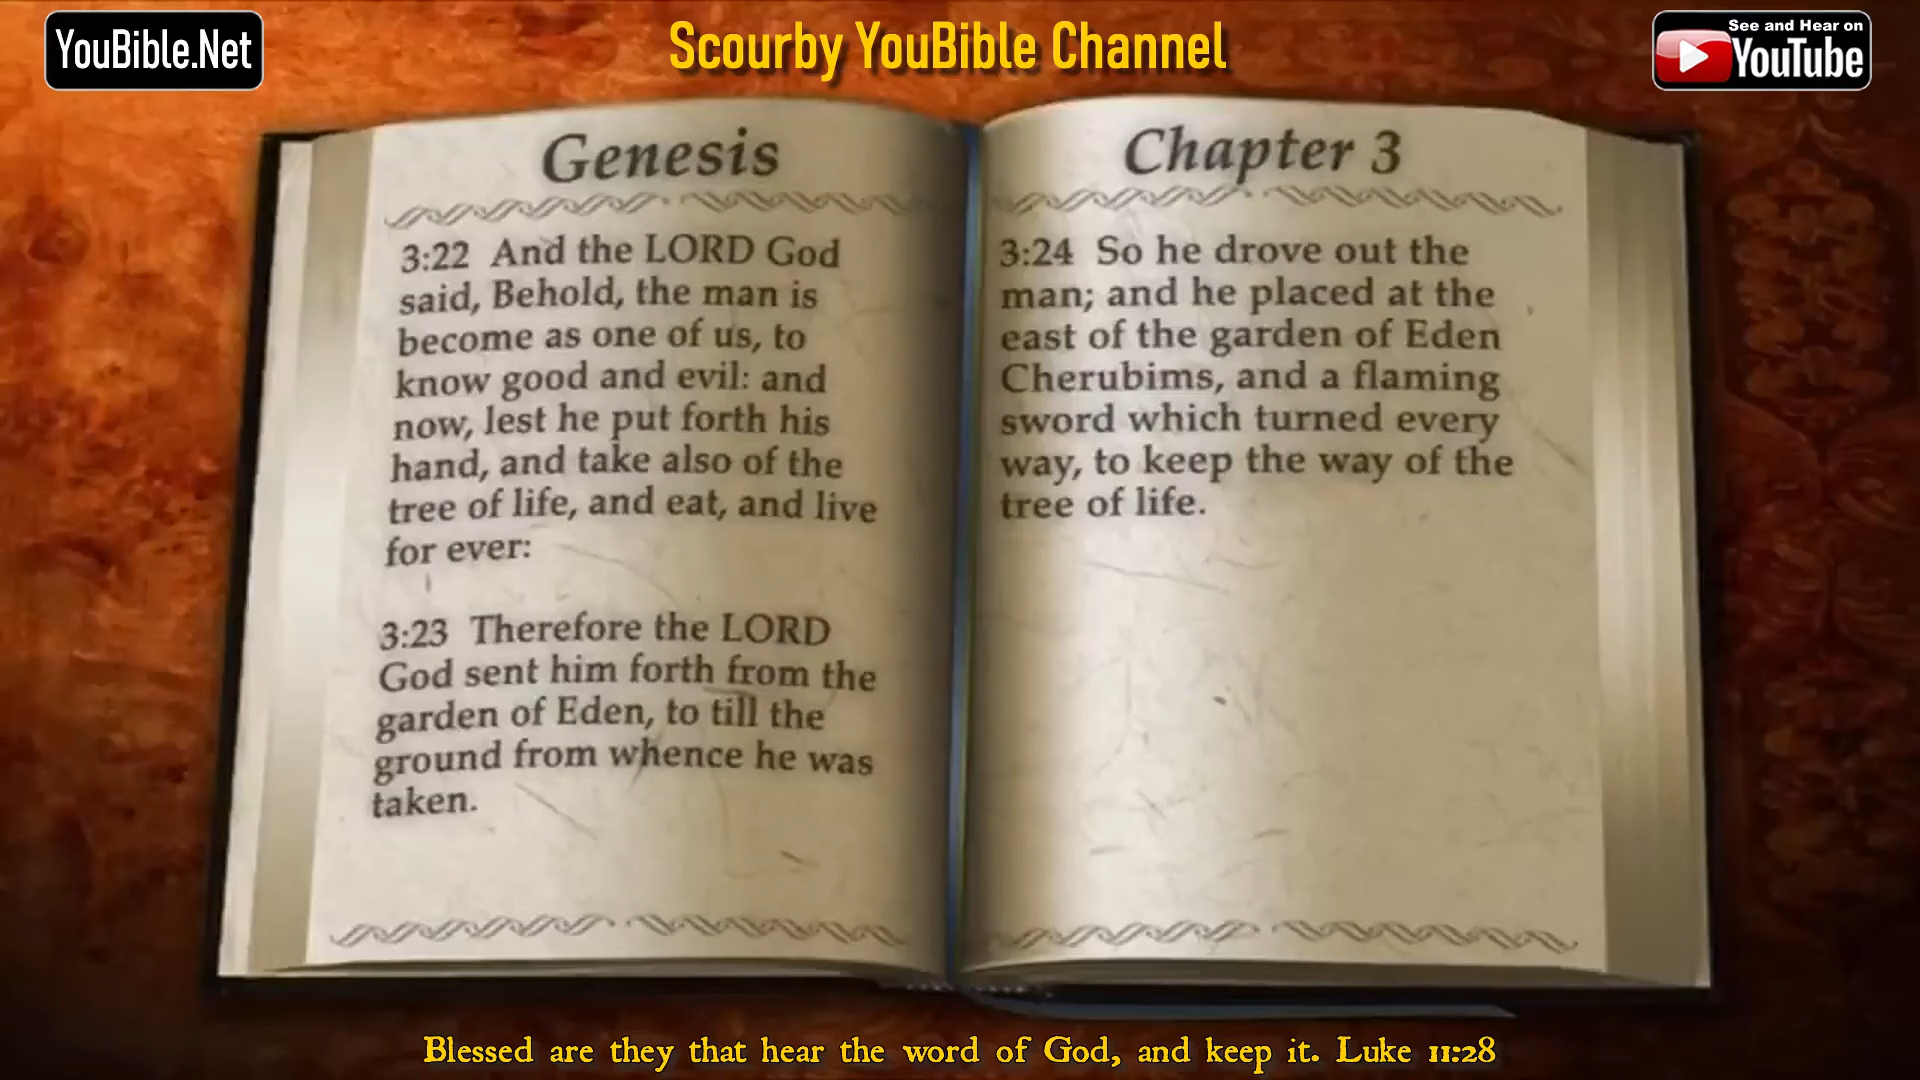 YouBible.Net
Scourby YouBible Channel
See and Hear on
YouTube
Genesis
3:22 And the LORD God
said, Behold, the man is
become as one of us, to
know good and evil: and
now, lest he put forth his
hand, and take also of the
tree of life, and eat, and live
for ever:
3:23 Therefore the LORD
God sent him forth from the
garden of Eden, to till the
ground from whence he was
taken.
Chapter 3
3:24 So he drove out the
man; and he placed at the
east of the garden of Eden
Cherubims, and a flaming
sword which turned every
way, to keep the way of the
tree of life.
Blessed are they that hear the word of God, and keep it. Luke 11:28